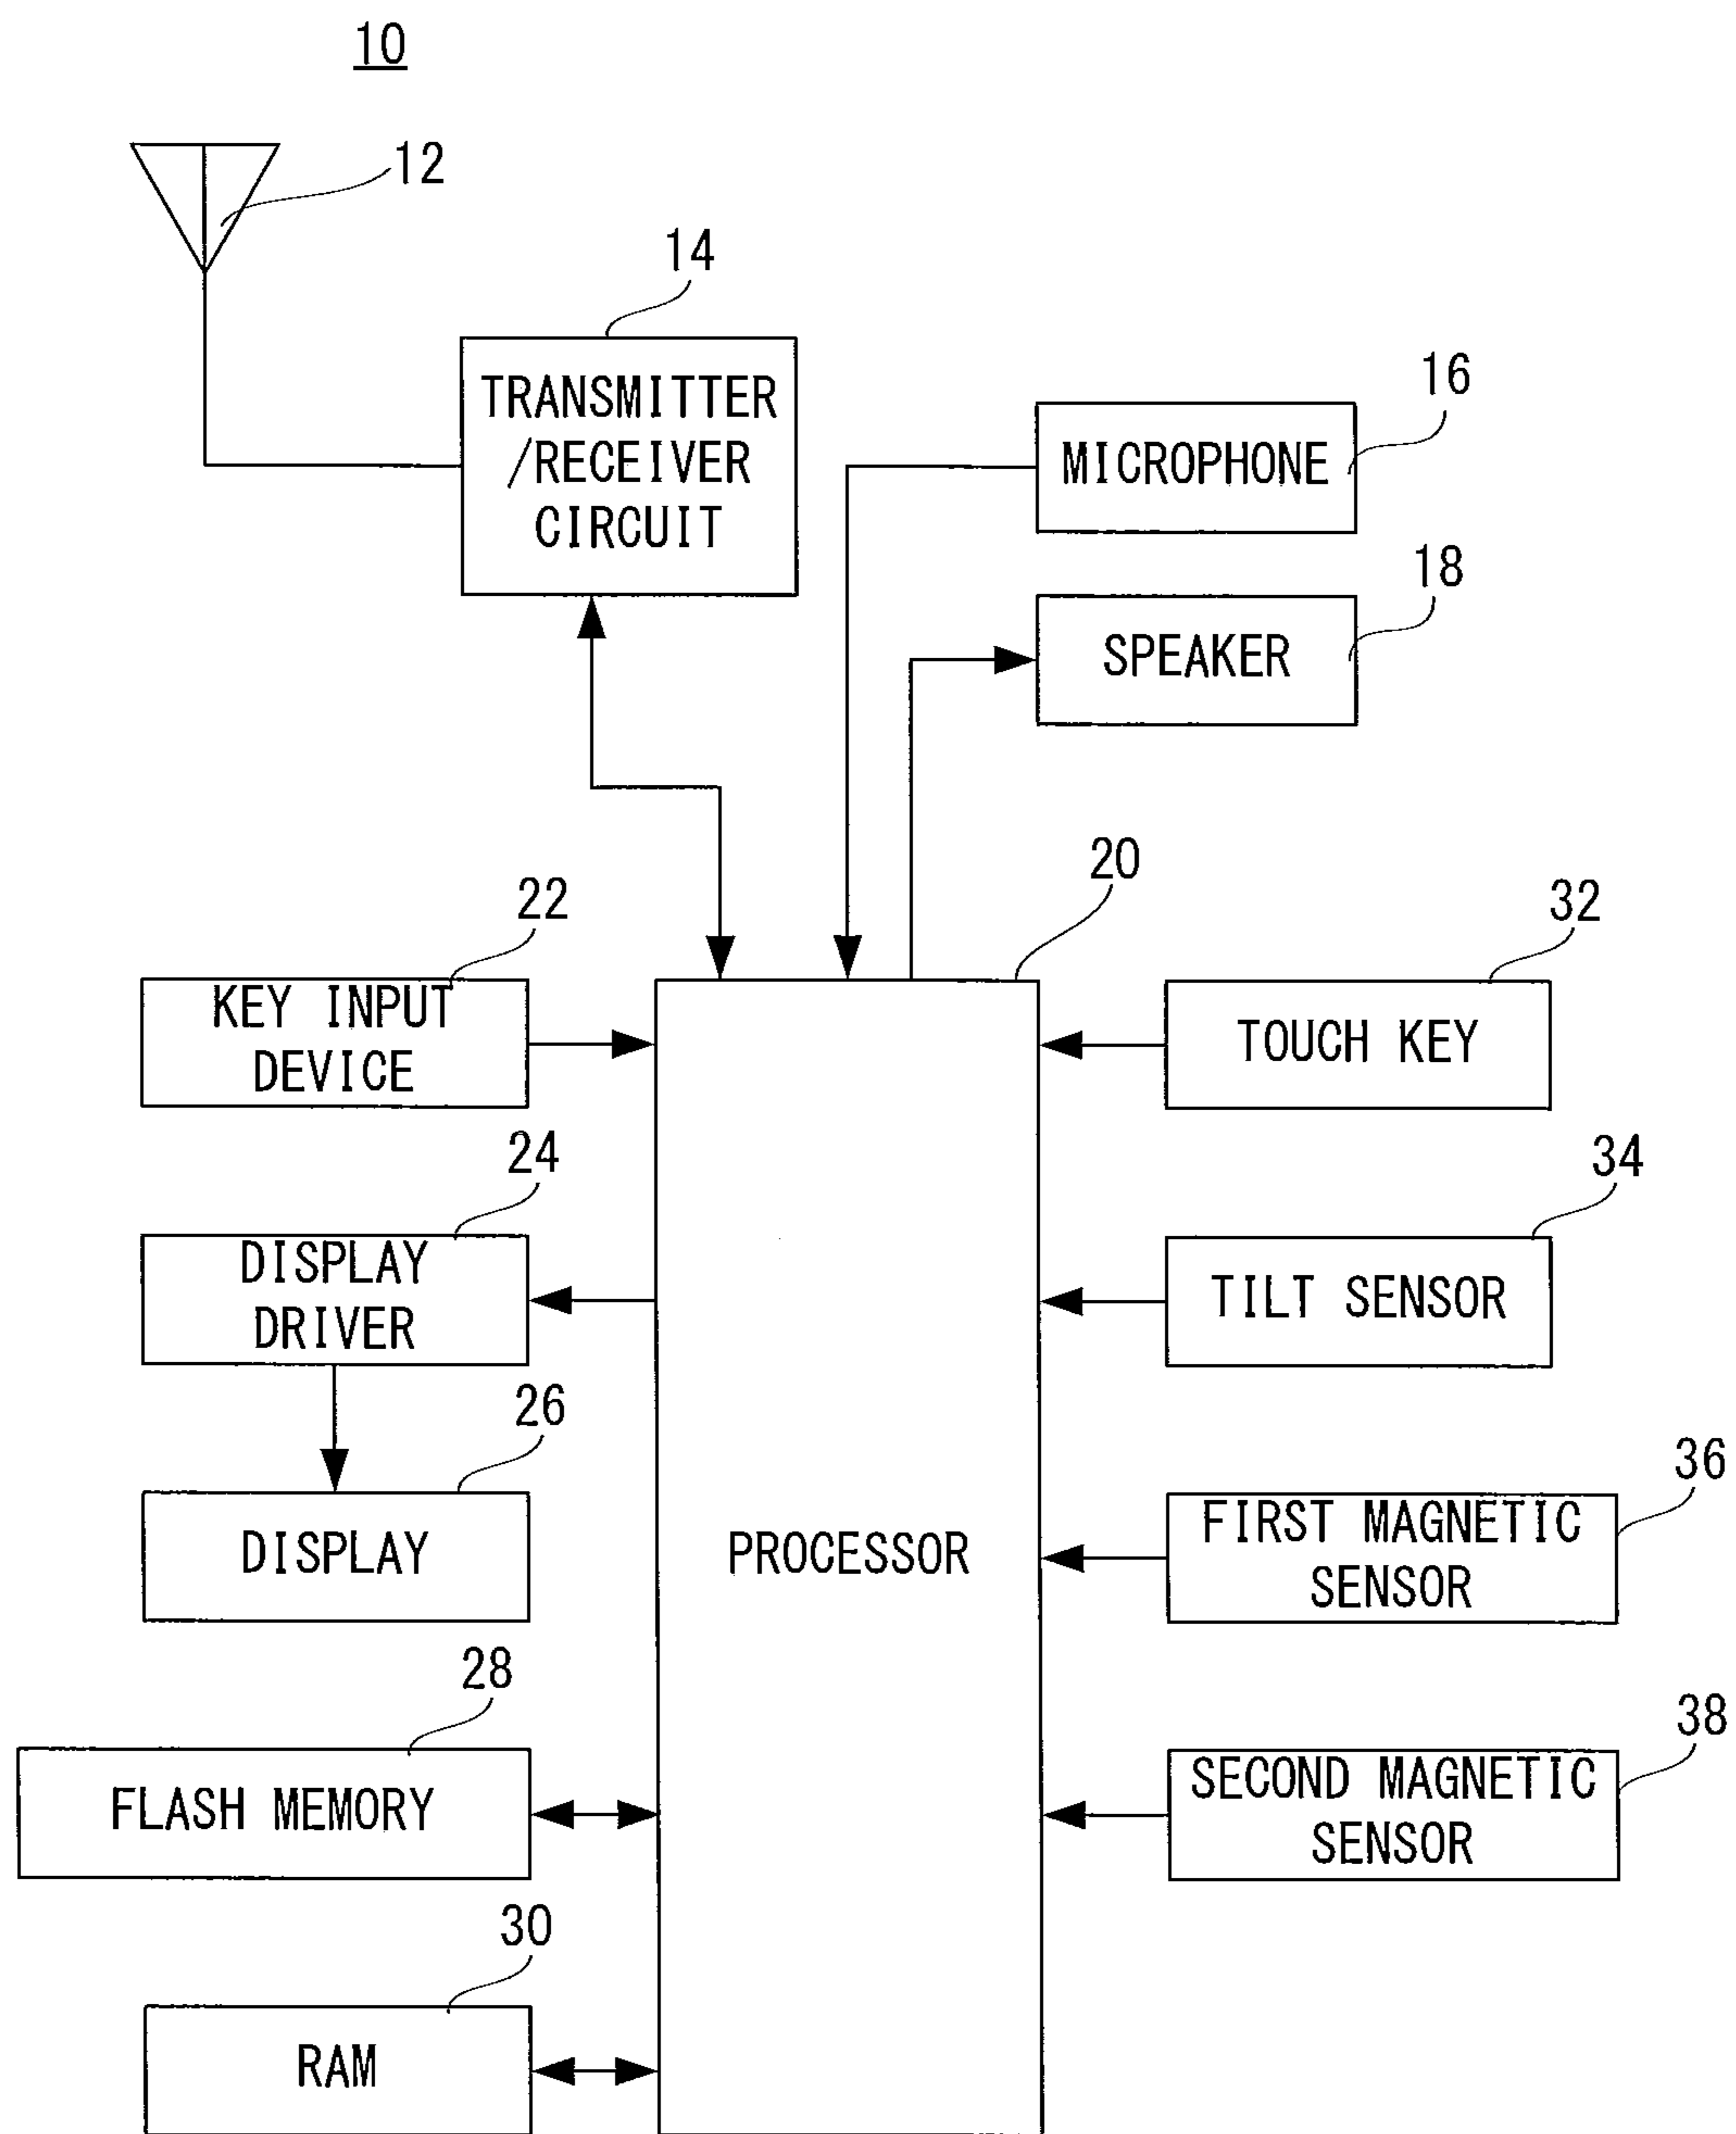 10
12
14
TRANSMITTER
/RECEIVER
CIRCUIT
16
MICROPHONE
18
SPEAKER
20
PROCESSOR
22
KEY INPUT
DEVICE
24
DISPLAY
DRIVER
26
DISPLAY
28
FLASH MEMORY
30
RAM
32
TOUCH KEY
34
TILT SENSOR
36
FIRST MAGNETIC
SENSOR
38
SECOND MAGNETIC
SENSOR